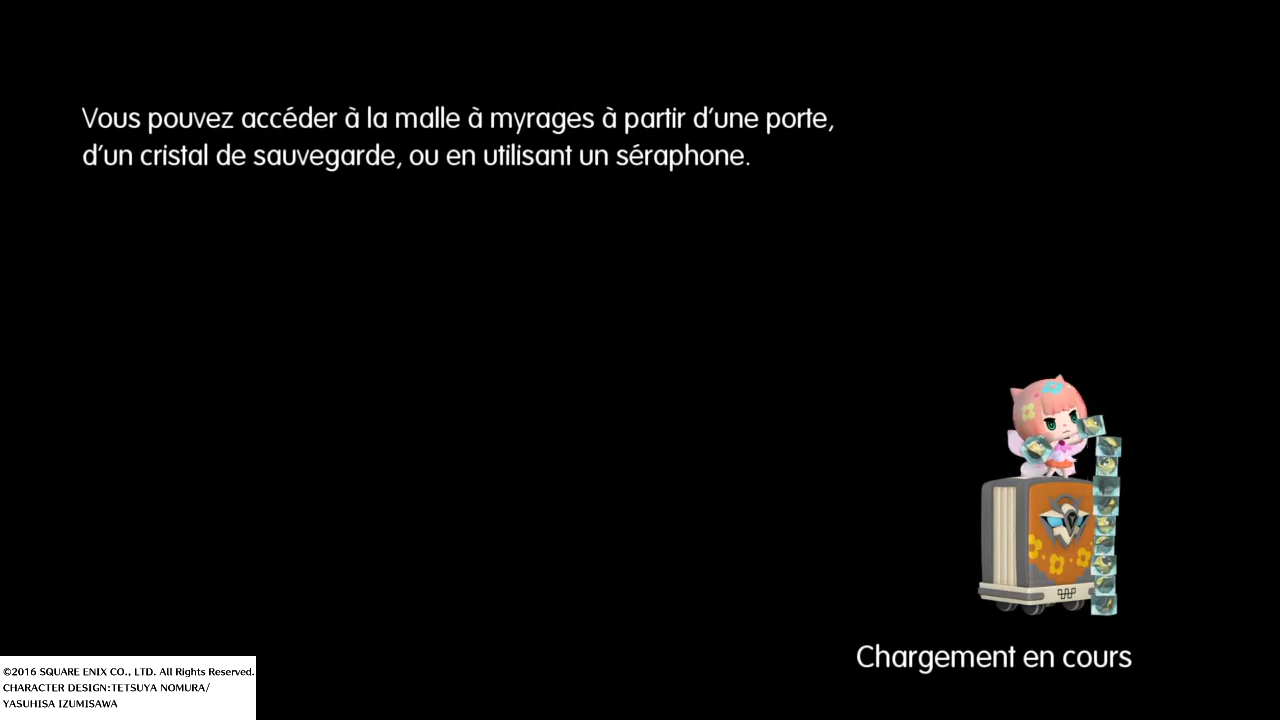 Vous pouvez accéder à la malle à myrages à partir d'une porte,
d'un cristal de sauvegarde, ou en utilisant un séraphone.
Chargement en cours
©2016 SQUARE ENIX CO., LTD. All Rights Reserved.
CHARACTER DESIGN:TETSUYA NOMURA/
YASUHISA IZUMISAWA